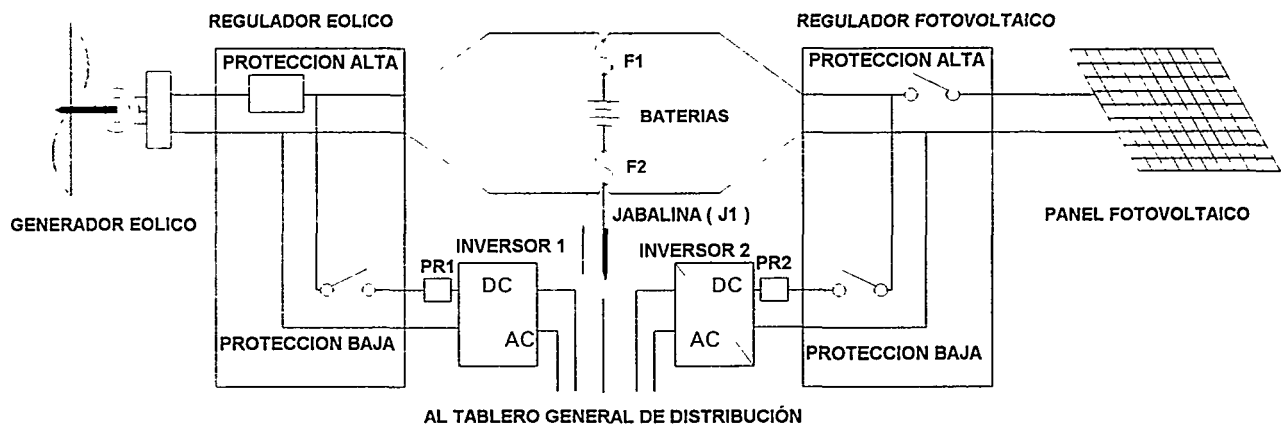 REGULADOR EOLICO
REGULADOR FOTOVOLTAICO
PROTECCION ALTA
F1
PROTECCION ALTA
BATERIAS
F2
GENERADOR EOLICO
JABALINA ( J1 )
PANEL FOTOVOLTAICO
INVERSOR 1
INVERSOR 2
PR1
PR2
DC
DC
AC
AC
PROTECCION BAJA
PROTECCION BAJA
AL TABLERO GENERAL DE DISTRIBUCIÓN